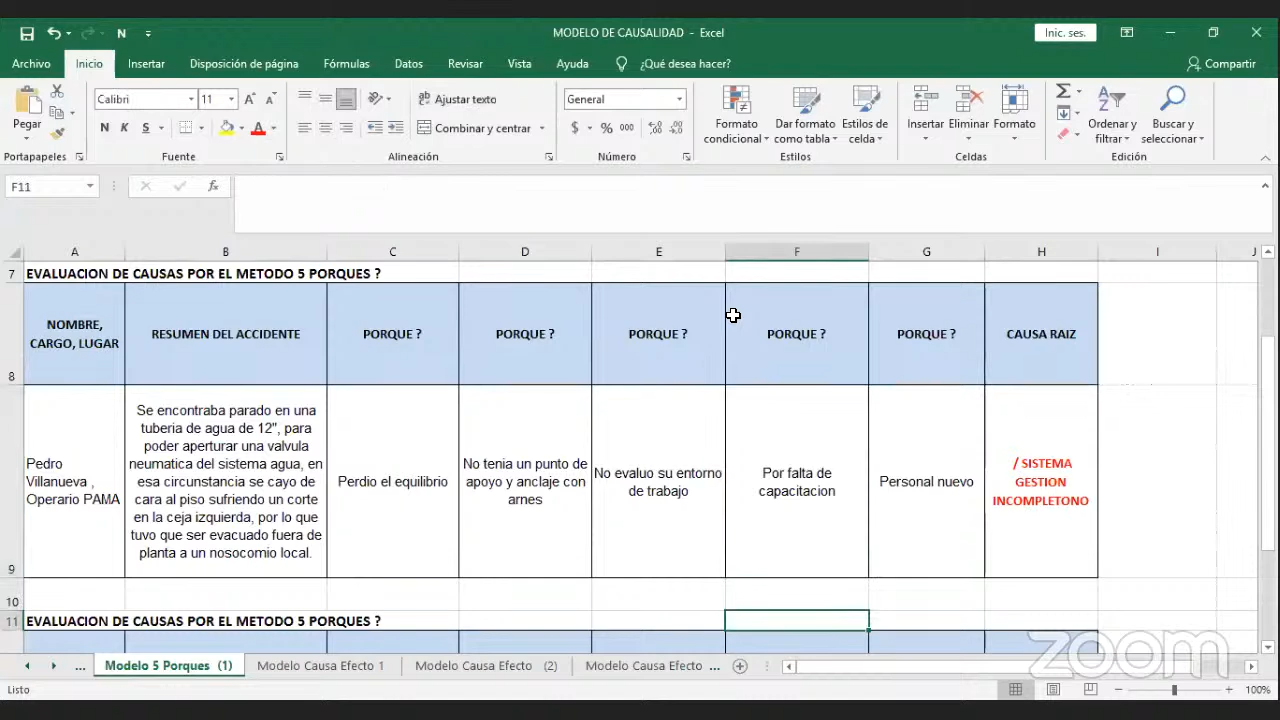 MODELO DE CAUSALIDAD - Excel
Inic. ses.
Archivo Inicio Insertar Disposición de página Fórmulas Datos Revisar Vista Ayuda ¿Qué desea hacer? Compartir
Pegar
Calibri 11
N K S
Ajustar texto
Combinar y centrar
General
$ % 000
Formato condicional
Dar formato como tabla
Estilos de celda
Insertar Eliminar Formato
Ordenar y filtrar
Buscar y seleccionar
Portapapeles Fuente Alineación Número Estilos Celdas Edición
F11 fx
A B C D E F G H I J
7 EVALUACION DE CAUSAS POR EL METODO 5 PORQUES ?
NOMBRE,
CARGO, LUGAR
RESUMEN DEL ACCIDENTE
PORQUE ?
PORQUE ?
PORQUE ?
PORQUE ?
PORQUE ?
CAUSA RAIZ
8
Pedro
Villanueva ,
Operario PAMA
Se encontraba parado en una
tuberia de agua de 12", para
poder aperturar una valvula
neumatica del sistema agua, en
esa circunstancia se cayo de
cara al piso sufriendo un corte
en la ceja izquierda, por lo que
tuvo que ser evacuado fuera de
planta a un nosocomio local.
Perdio el equilibrio
No tenia un punto de
apoyo y anclaje con
arnes
No evaluo su entorno
de trabajo
Por falta de
capacitacion
Personal nuevo
/ SISTEMA
GESTION
INCOMPLETONO
9
10
11 EVALUACION DE CAUSAS POR EL METODO 5 PORQUES ?
zoom
... Modelo 5 Porques (1) Modelo Causa Efecto 1 Modelo Causa Efecto (2) Modelo Causa Efecto ...
Listo
100%